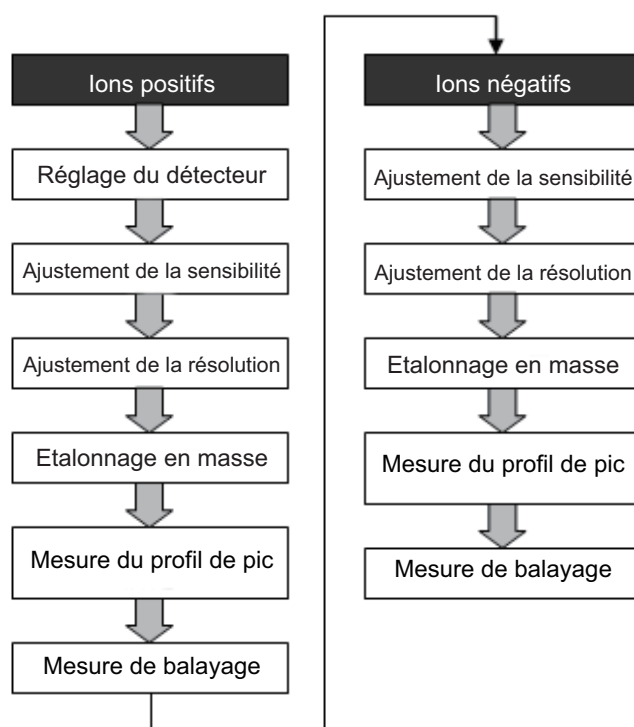 Ions positifs
Réglage du détecteur
Ajustement de la sensibilité
Ajustement de la résolution
Etalonnage en masse
Mesure du profil de pic
Mesure de balayage
Ions négatifs
Ajustement de la sensibilité
Ajustement de la résolution
Etalonnage en masse
Mesure du profil de pic
Mesure de balayage